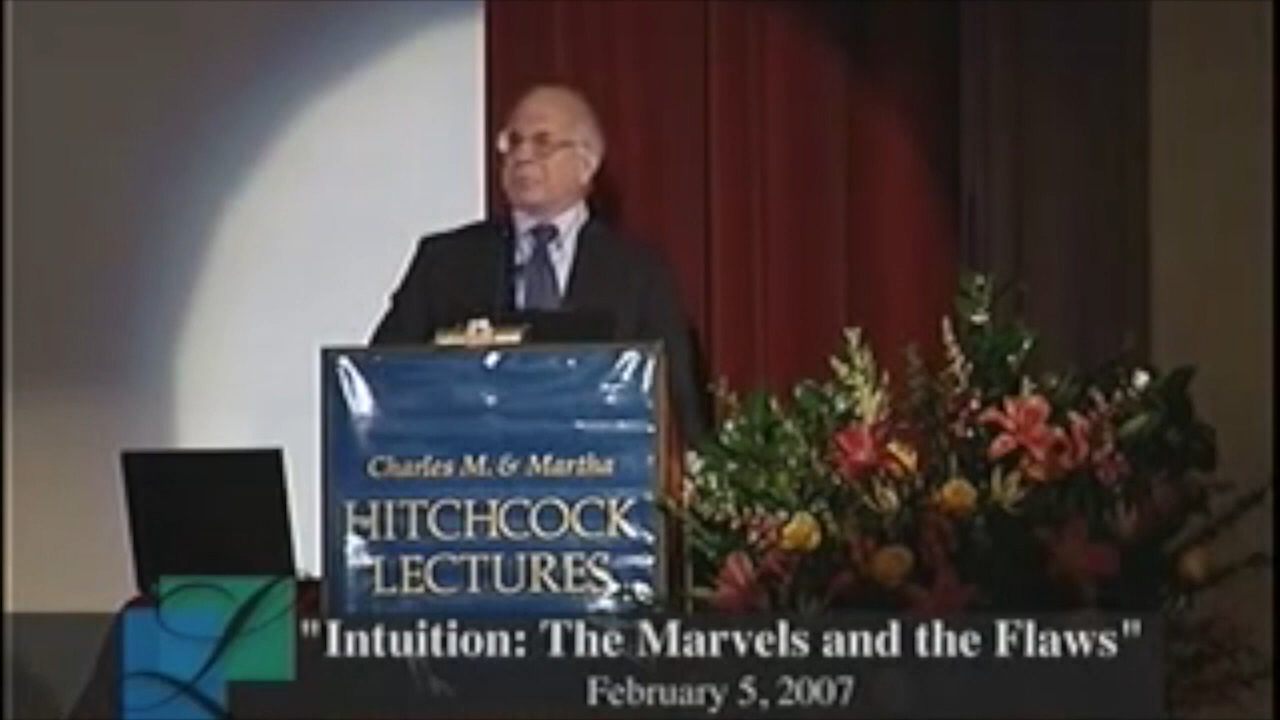 Charles M. & Martha
HITCHCOCK
LECTURES
"Intuition: The Marvels and the Flaws"
February 5, 2007